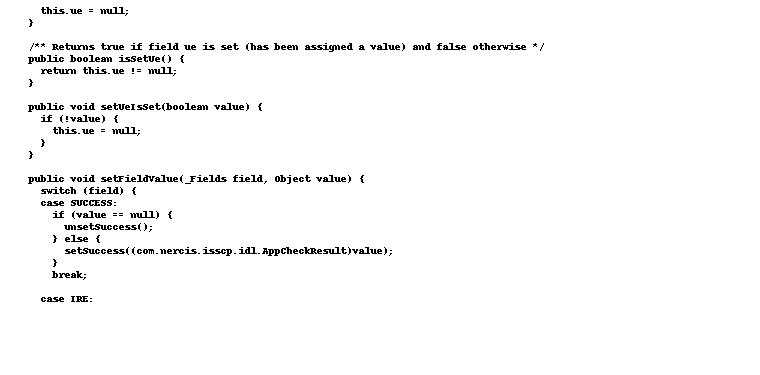 this.ue = null;
}
/** Returns true if field ue is set (has been assigned a value) and false otherwise */
public boolean isSetUe() {
return this.ue != null;
}
public void setUeIsSet(boolean value) {
if (!value) {
this.ue = null;
}
}
public void setFieldValue(_Fields field, Object value) {
switch (field) {
case SUCCESS:
if (value == null) {
unsetSuccess();
} else {
setSuccess((com.nercis.isscp.idl.AppCheckResult)value);
}
break;
case IRE: